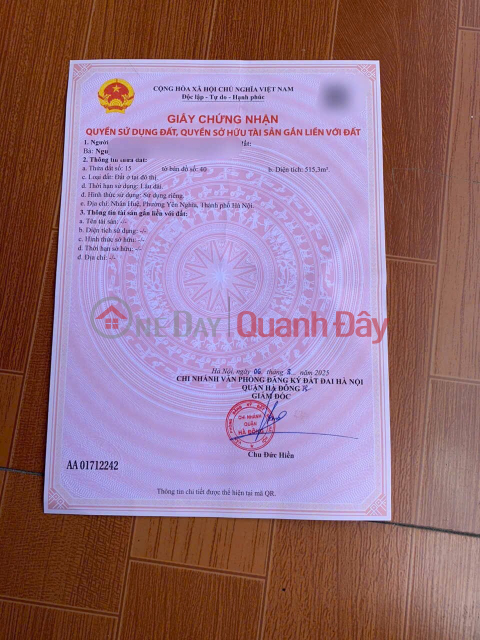 CỘNG HÒA XÃ HỘI CHỦ NGHĨA VIỆT NAM
Độc lập - Tự do - Hạnh phúc
GIẤY CHỨNG NHẬN
QUYỀN SỬ DỤNG ĐẤT, QUYỀN SỞ HỮU TÀI SẢN GẮN LIỀN VỚI ĐẤT
1. Người
Bà: Ngu
2. Thông tin thửa đất:
a. Thửa đất số: 15 tờ bản đồ số: 40 b. Diện tích: 515,3m².
c. Loại đất: Đất ở tại đô thị.
d. Thời hạn sử dụng: Lâu dài.
đ. Hình thức sử dụng: Sử dụng riêng.
e. Địa chỉ: Nhân Huệ, Phường Yên Nghĩa, Thành phố Hà Nội.
3. Thông tin tài sản gắn liền với đất:
a. Tên tài sản: -/-
b. Diện tích sử dụng: -/-
c. Hình thức sở hữu: -/-
d. Thời hạn sở hữu: -/-
đ. Địa chỉ: -/-
ONEDAY Quanh Đây
Hà Nội, ngày 06 tháng 8 năm 2025
CHI NHÁNH VĂN PHÒNG ĐĂNG KÝ ĐẤT ĐAI HÀ NỘI
QUẬN HÀ ĐÔNG
GIÁM ĐỐC
CHI NHÁNH
QUẬN
HÀ ĐÔNG
Chu Đức Hiền
AA 01712242
Thông tin chi tiết được thể hiện tại mã QR.